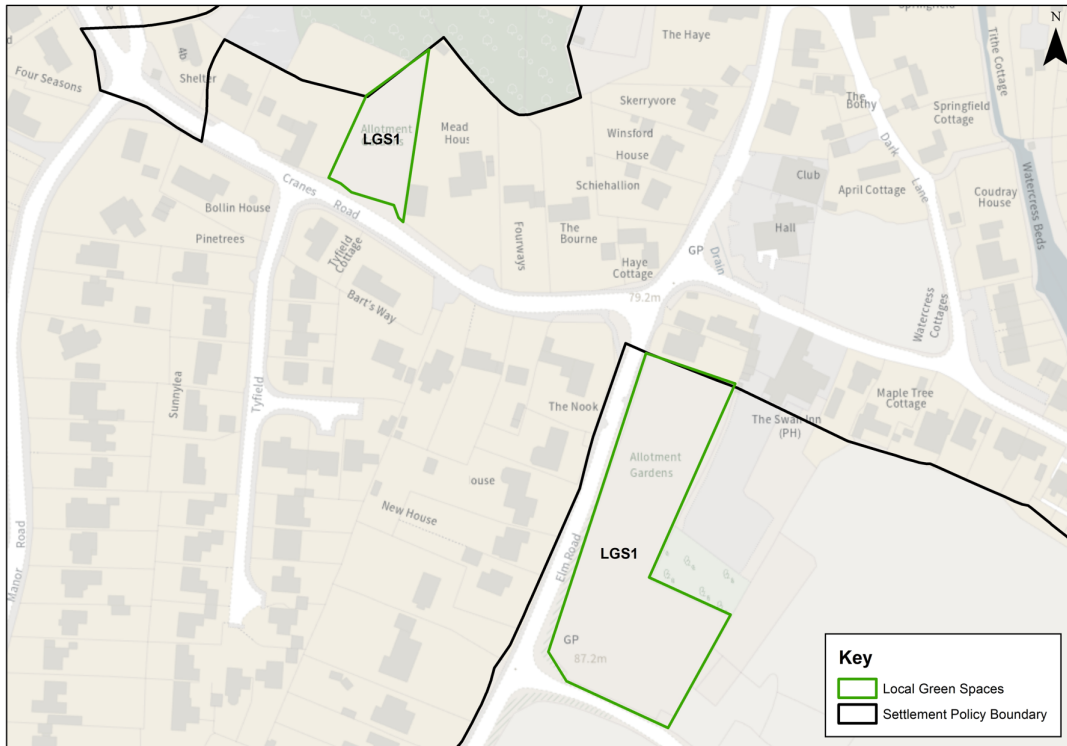 Springfield
N
The Haye
4b
Shelter
Four Seasons
Tithe Cottage
Skerryvore
The
Bothy
Springfield
Cottage
Allotment
LGS1
Mead
Winsford
House
Dark Lane
Schiehallion
Club
April Cottage
Coudray
House
Watercress Beds
Cranes Road
Bollin House
Pinetrees
Fourways
The
Bourne
Hall
GP
Drain
Tyfield
Cottage
Haye
Cottage
Bart's Way
79.2m
Watercress
Cottages
Sunnylea
Tyfield
The Nook
Maple Tree
Cottage
The Swan Inn
(PH)
Allotment
Gardens
ouse
New House
Manor Road
Elm Road
LGS1
GP
87.2m
Key
Local Green Spaces
Settlement Policy Boundary